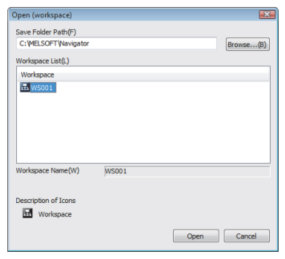 Open (workspace)
Save Folder Path(F)
C:\MELSOFT\Navigator
Browse...(B)
Workspace List(L)
Workspace
WS001
Workspace Name(W) WS001
Description of Icons
Workspace
Open Cancel